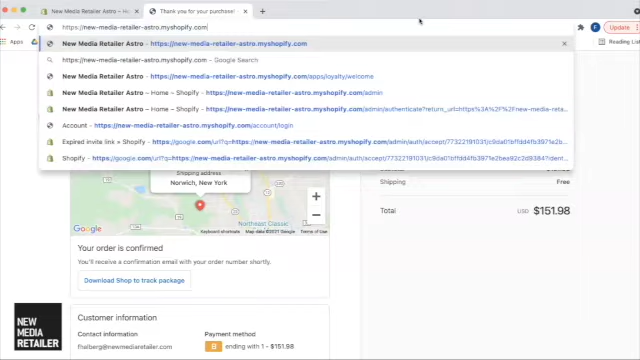 New Media Retailer Astro – Hom
Thank you for your purchase!
https://new-media-retailer-astro.myshopify.com
Update
Apps
Reading List
New Media Retailer Astro – https://new-media-retailer-astro.myshopify.com
https://new-media-retailer-astro.myshopify.com – Google Search
New Media Retailer Astro – https://new-media-retailer-astro.myshopify.com/apps/loyalty/welcome
New Media Retailer Astro – Home – Shopify – https://new-media-retailer-astro.myshopify.com/admin
New Media Retailer Astro – Home – Shopify – https://new-media-retailer-astro.myshopify.com/admin/authenticate?return_url=https%3A%2F%2Fnew-media-reta...
Account – https://new-media-retailer-astro.myshopify.com/account/login
Expired invite link » Shopify – https://google.com/url?q=https://new-media-retailer-astro.myshopify.com/admin/auth/accept/
Shopify – https://google.com/url?q=https://new-media-retailer-astro.myshopify.com/admin/auth/accept/
Shipping address
Norwich, New York
Shipping
Free
Total
USD $151.98
+
−
Northeast Classic
Google
Keyboard shortcuts
Map data ©2021 Google
Terms of Use
Your order is confirmed
You'll receive a confirmation email with your order number shortly.
Download Shop to track package
Customer information
Contact information
Payment method
fhalberg@newmediaretailer.com
B ending with 1 – $151.98
NEW
MEDIA
RETAILER